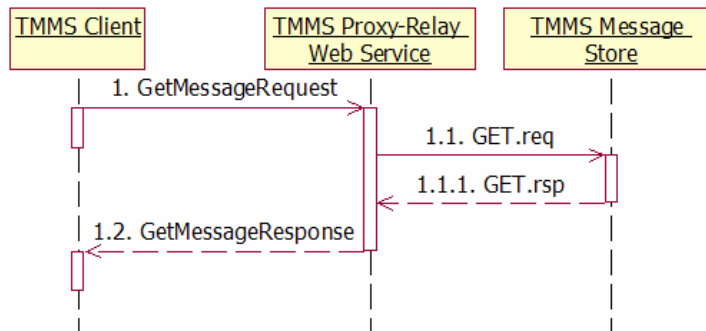 TMMS Client
TMMS Proxy-Relay
Web Service
TMMS Message
Store
1. GetMessageRequest
1.1. GET.req
1.1.1. GET.rsp
1.2. GetMessageResponse